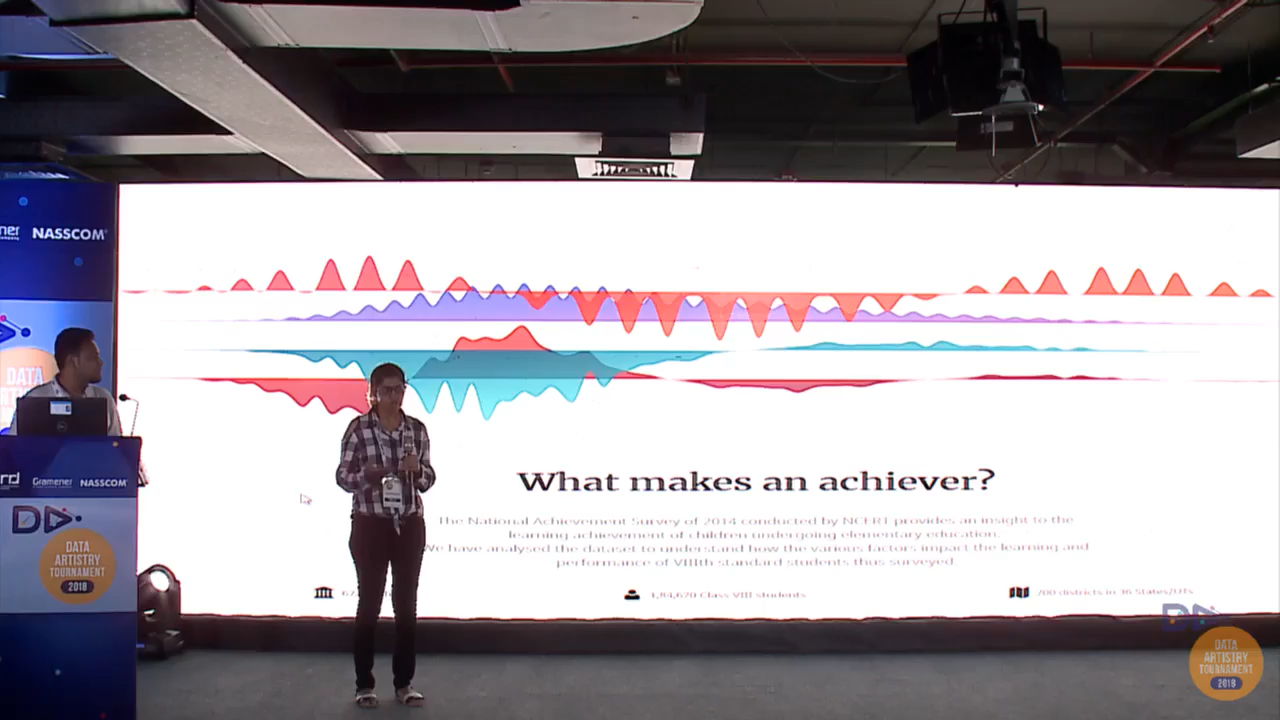 NASSCOM
DATA
What makes an achiever?
The National Achievement Survey of 2014 conducted by NCERT provides an insight to the
learning achievement of children undergoing elementary education.
We have analysed the dataset to understand how the various factors impact the learning and
performance of VIIIth standard students thus surveyed.
1,84,670 Class VIII students
700 districts in 36 States/UTs
Gramener
NASSCOM
DATA
ARTISTRY
TOURNAMENT
2018
DATA
ARTISTRY
TOURNAMENT
2018